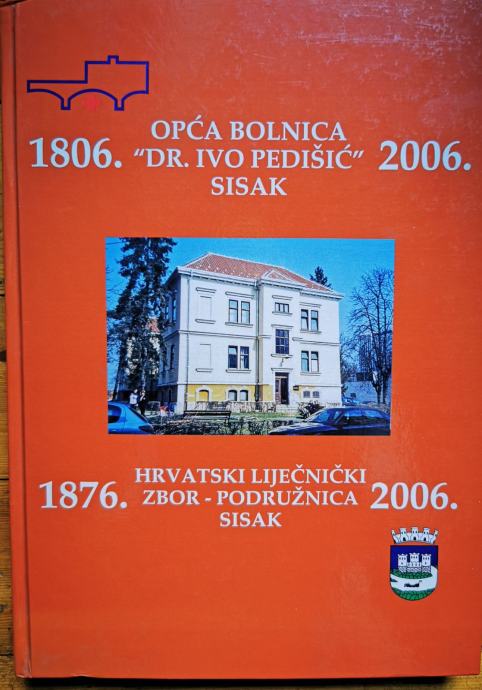 OPĆA BOLNICA
1806. "DR. IVO PEDIŠIĆ" 2006.
SISAK
HRVATSKI LIJEČNIČKI
1876. ZBOR - PODRUŽNICA 2006.
SISAK